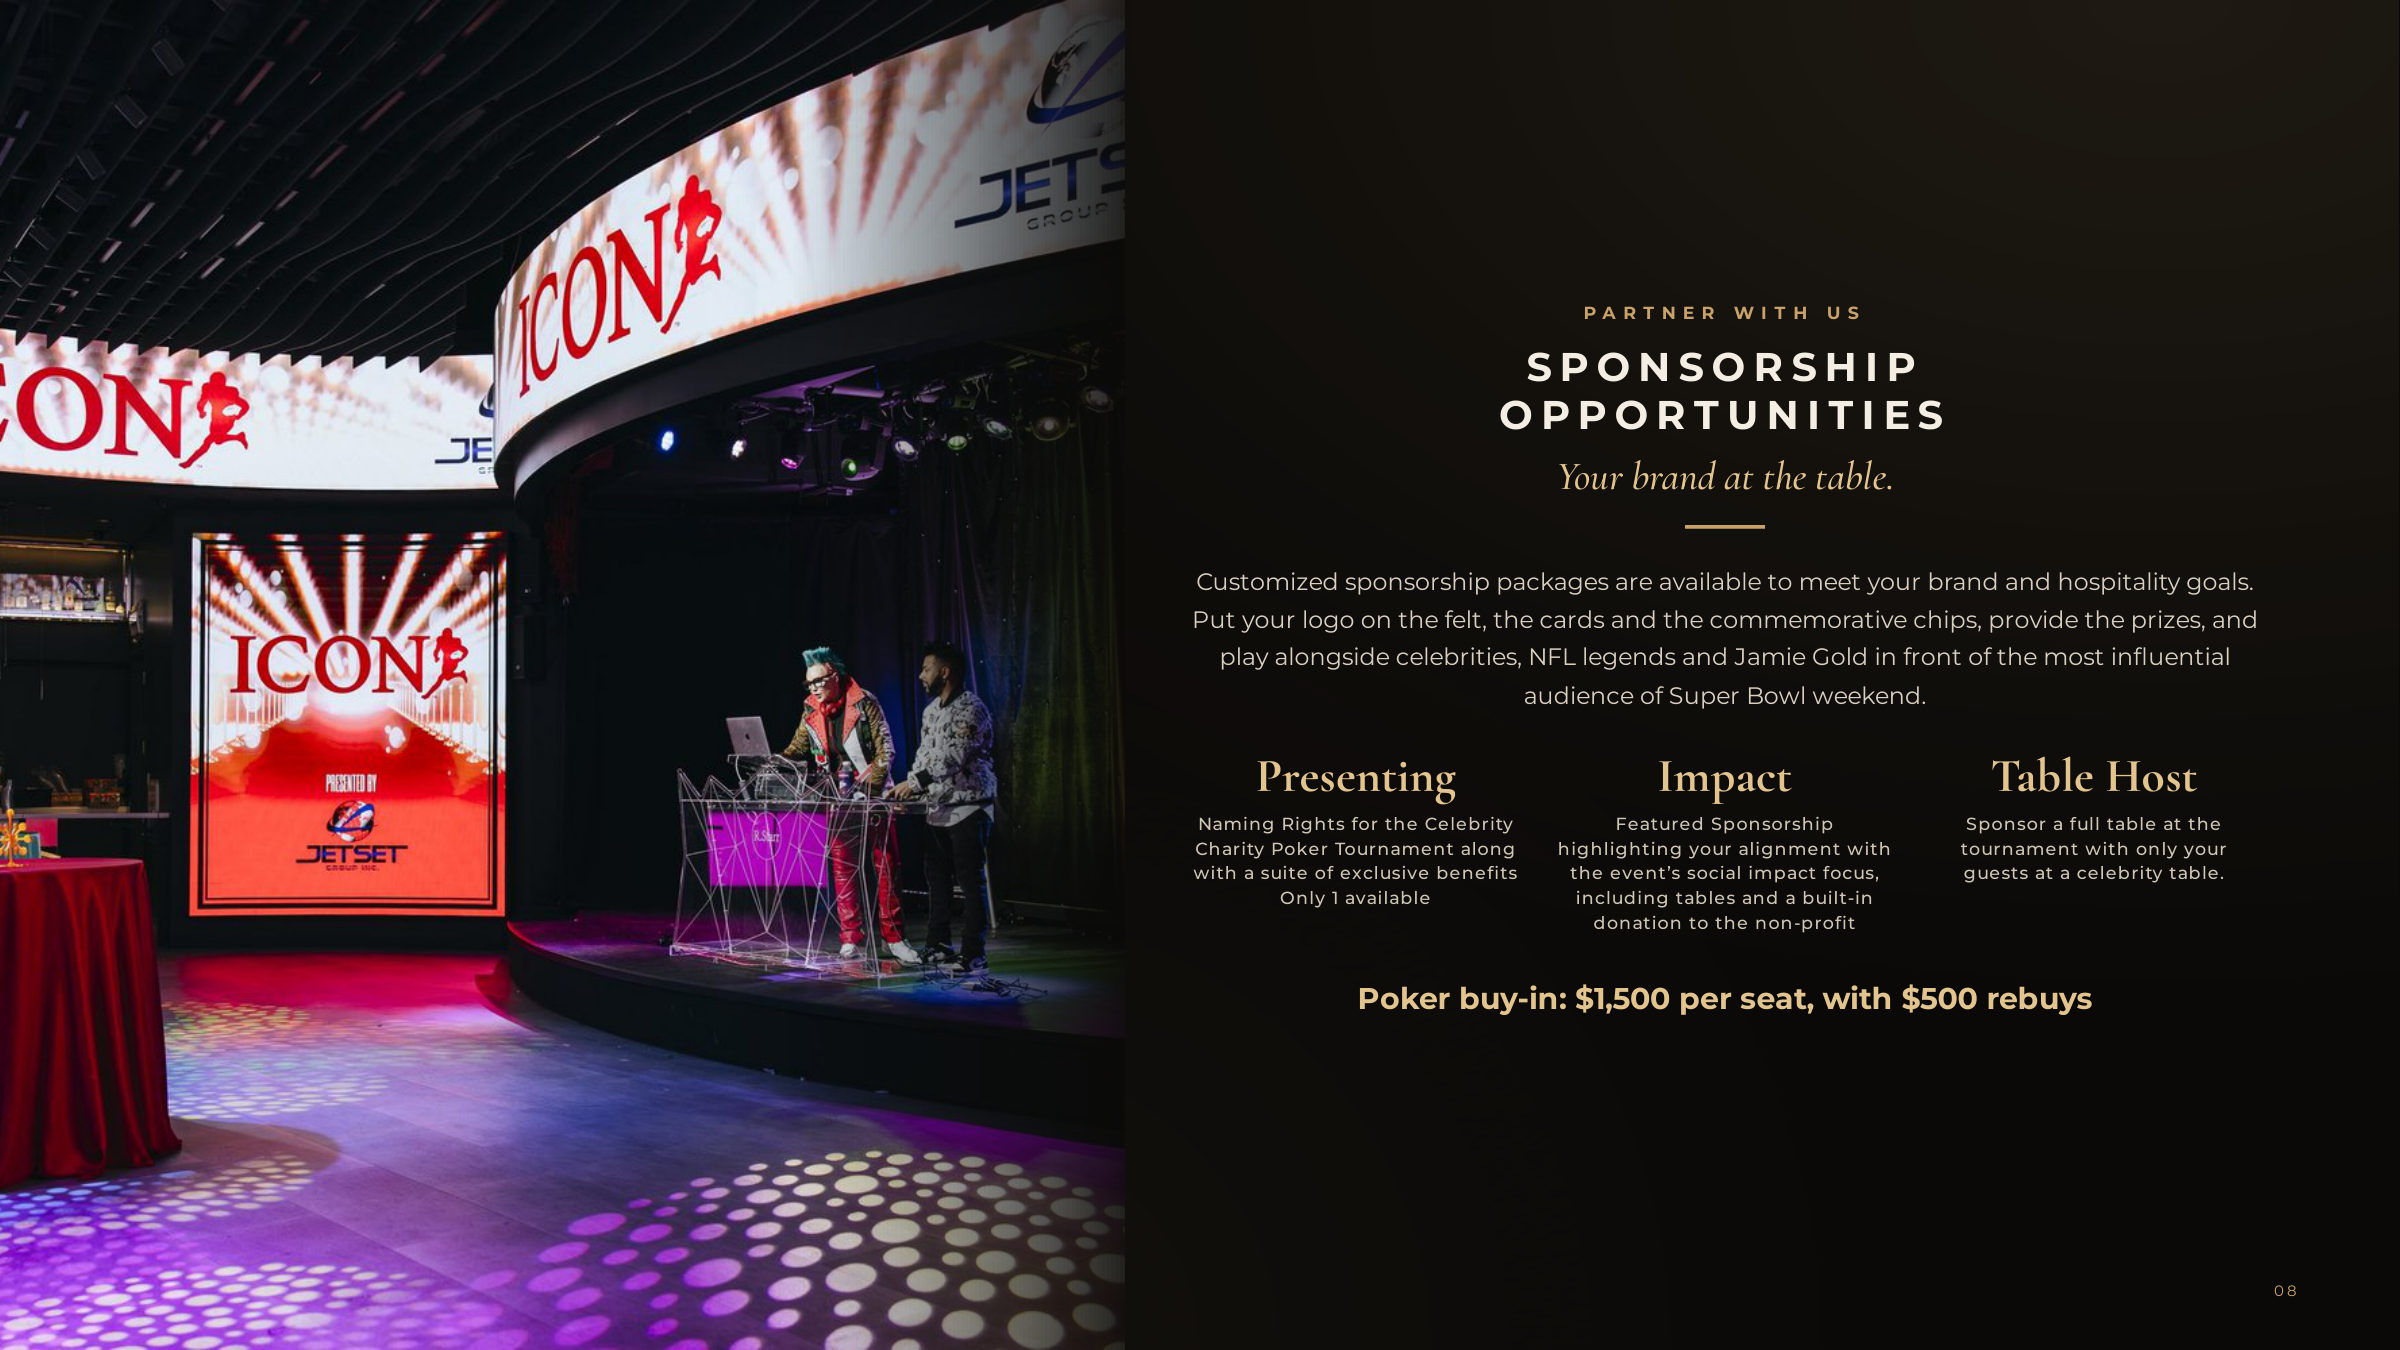 ICON
JETS
GROUP
CON
JE
GR
ICON
PRESENTED BY
JETSET
GROUP INC.
R.Starr
PARTNER WITH US
SPONSORSHIP
OPPORTUNITIES
Your brand at the table.
Customized sponsorship packages are available to meet your brand and hospitality goals.
Put your logo on the felt, the cards and the commemorative chips, provide the prizes, and
play alongside celebrities, NFL legends and Jamie Gold in front of the most influential
audience of Super Bowl weekend.
Presenting
Naming Rights for the Celebrity
Charity Poker Tournament along
with a suite of exclusive benefits
Only 1 available
Impact
Featured Sponsorship
highlighting your alignment with
the event’s social impact focus,
including tables and a built-in
donation to the non-profit
Table Host
Sponsor a full table at the
tournament with only your
guests at a celebrity table.
Poker buy-in: $1,500 per seat, with $500 rebuys
08